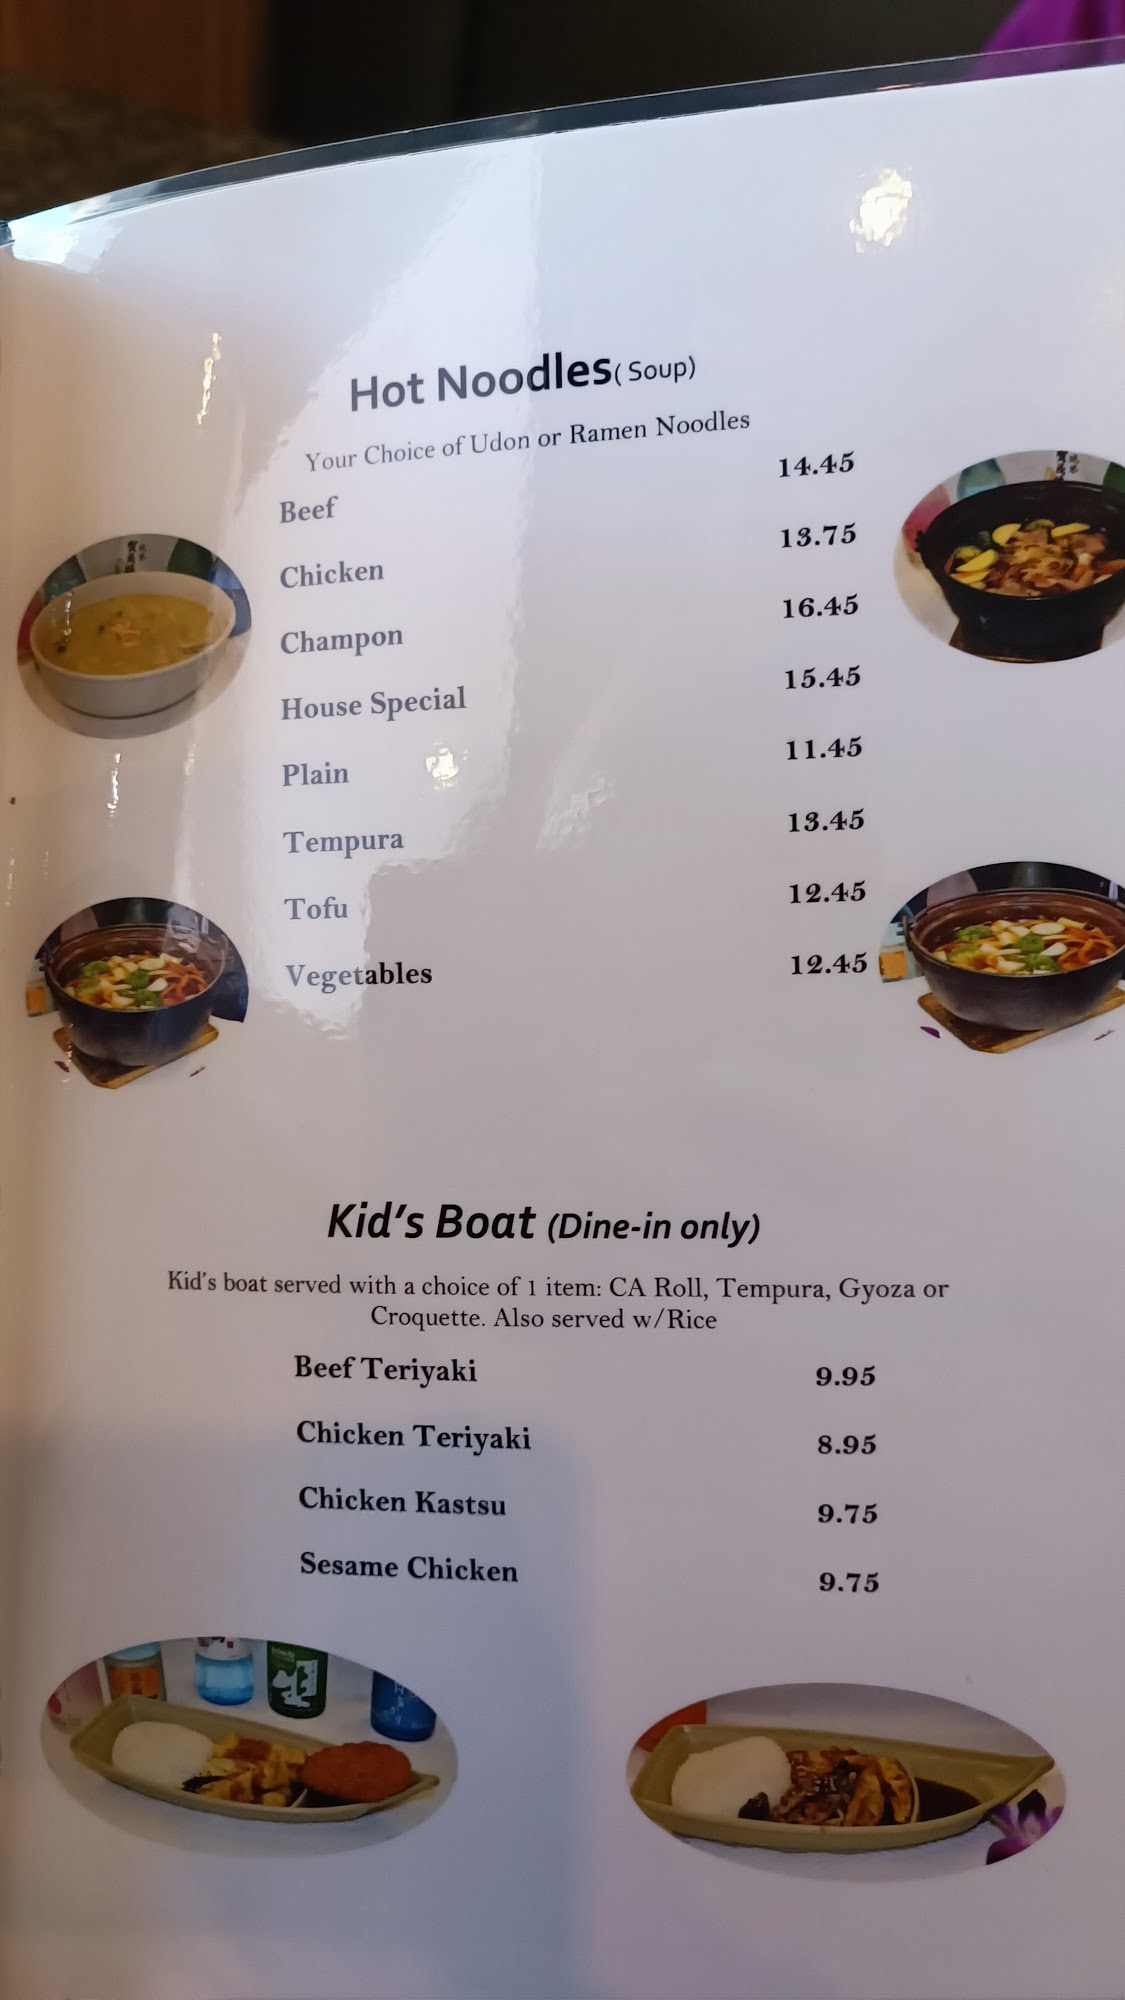 Hot Noodles( Soup)
Your Choice of Udon or Ramen Noodles
Beef 14.45
Chicken 13.75
Champon 16.45
House Special 15.45
Plain 11.45
Tempura 13.45
Tofu 12.45
Vegetables 12.45
Kid's Boat (Dine-in only)
Kid's boat served with a choice of 1 item: CA Roll, Tempura, Gyoza or
Croquette. Also served w/Rice
Beef Teriyaki 9.95
Chicken Teriyaki 8.95
Chicken Kastsu 9.75
Sesame Chicken 9.75